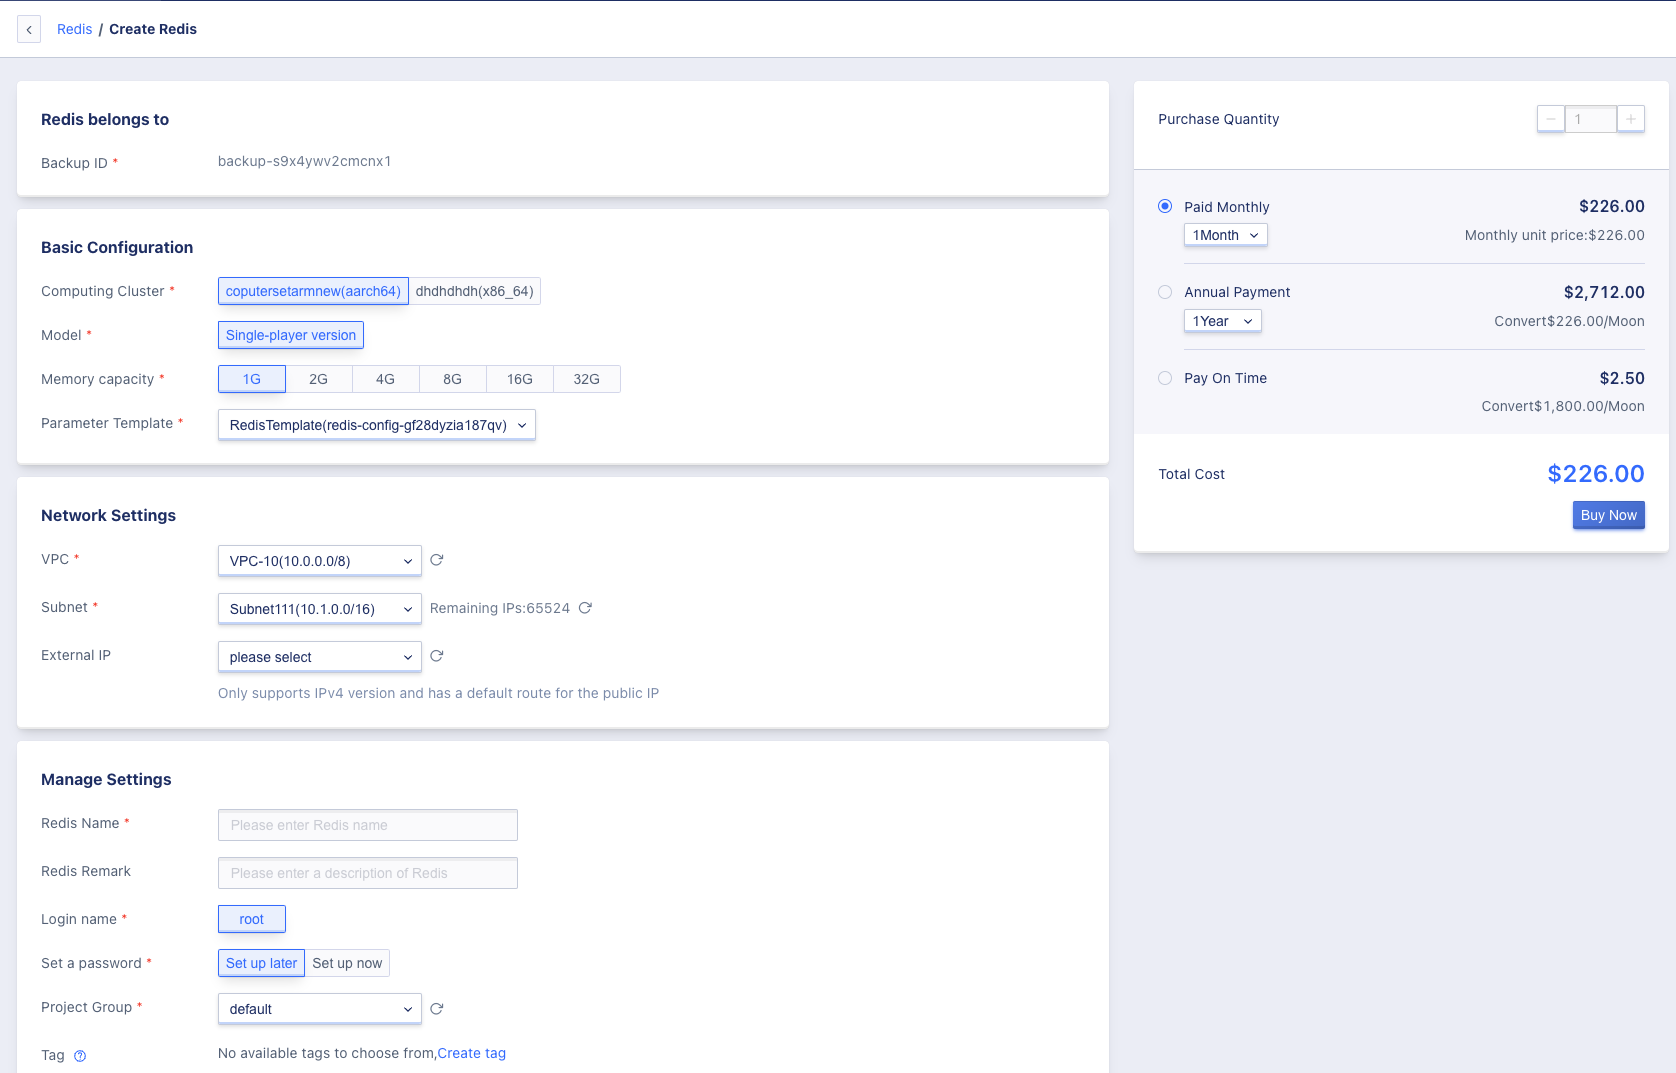 Redis / Create Redis
Redis belongs to
Backup ID *
backup-s9x4ywv2cmcnx1
Basic Configuration
Computing Cluster *
coputersetarmnew(aarch64)
dhdhdhdh(x86_64)
Model *
Single-player version
Memory capacity *
1G
2G
4G
8G
16G
32G
Parameter Template *
RedisTemplate(redis-config-gf28dyzia187qv)
Network Settings
VPC *
VPC-10(10.0.0.0/8)
Subnet *
Subnet111(10.1.0.0/16)
Remaining IPs:65524
External IP
please select
Only supports IPv4 version and has a default route for the public IP
Manage Settings
Redis Name *
Please enter Redis name
Redis Remark
Please enter a description of Redis
Login name *
root
Set a password *
Set up later
Set up now
Project Group *
default
Tag
No available tags to choose from,Create tag
Purchase Quantity
1
Paid Monthly
$226.00
1Month
Monthly unit price:$226.00
Annual Payment
$2,712.00
1Year
Convert$226.00/Moon
Pay On Time
$2.50
Convert$1,800.00/Moon
Total Cost
$226.00
Buy Now